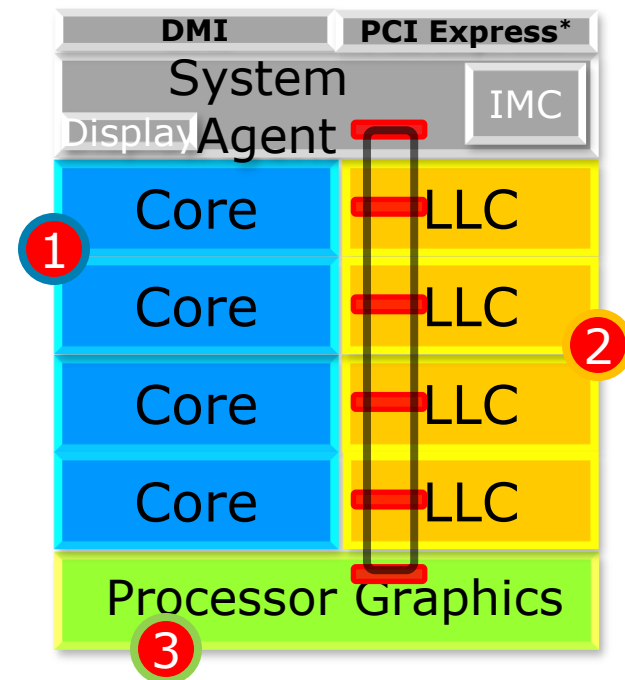 DMI
PCI Express*
System
Agent
Display
IMC
Core
LLC
1
Core
LLC
2
Core
LLC
Core
LLC
Processor Graphics
3